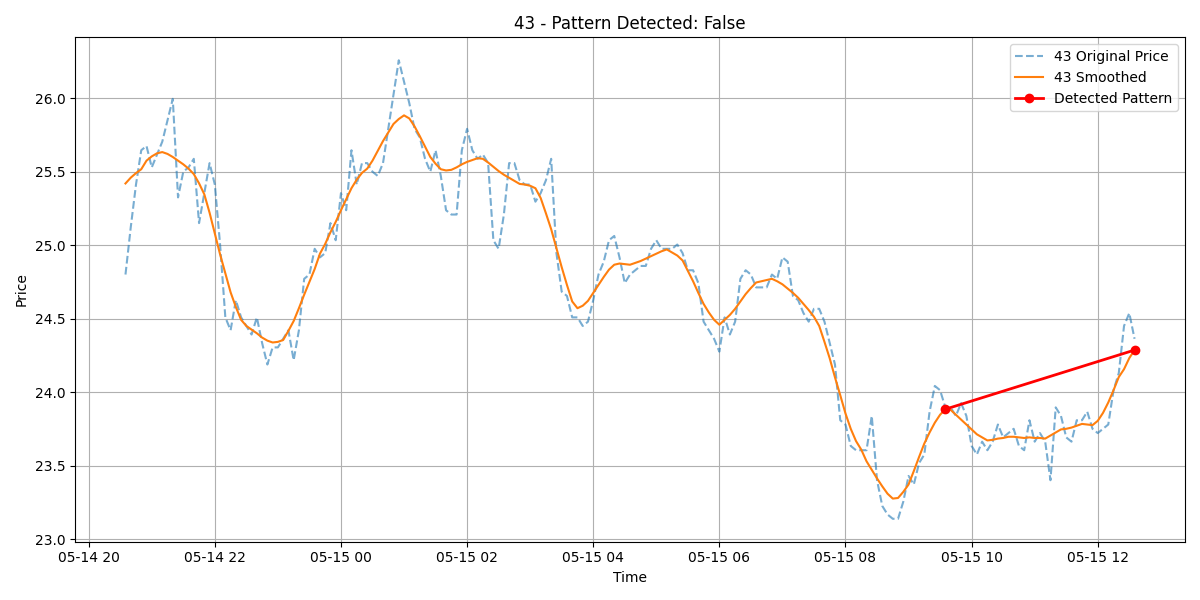 43 - Pattern Detected: False
43 Original Price
43 Smoothed
Detected Pattern
Price
26.0
25.5
25.0
24.5
24.0
23.5
23.0
05-14 20
05-14 22
05-15 00
05-15 02
05-15 04
05-15 06
05-15 08
05-15 10
05-15 12
Time